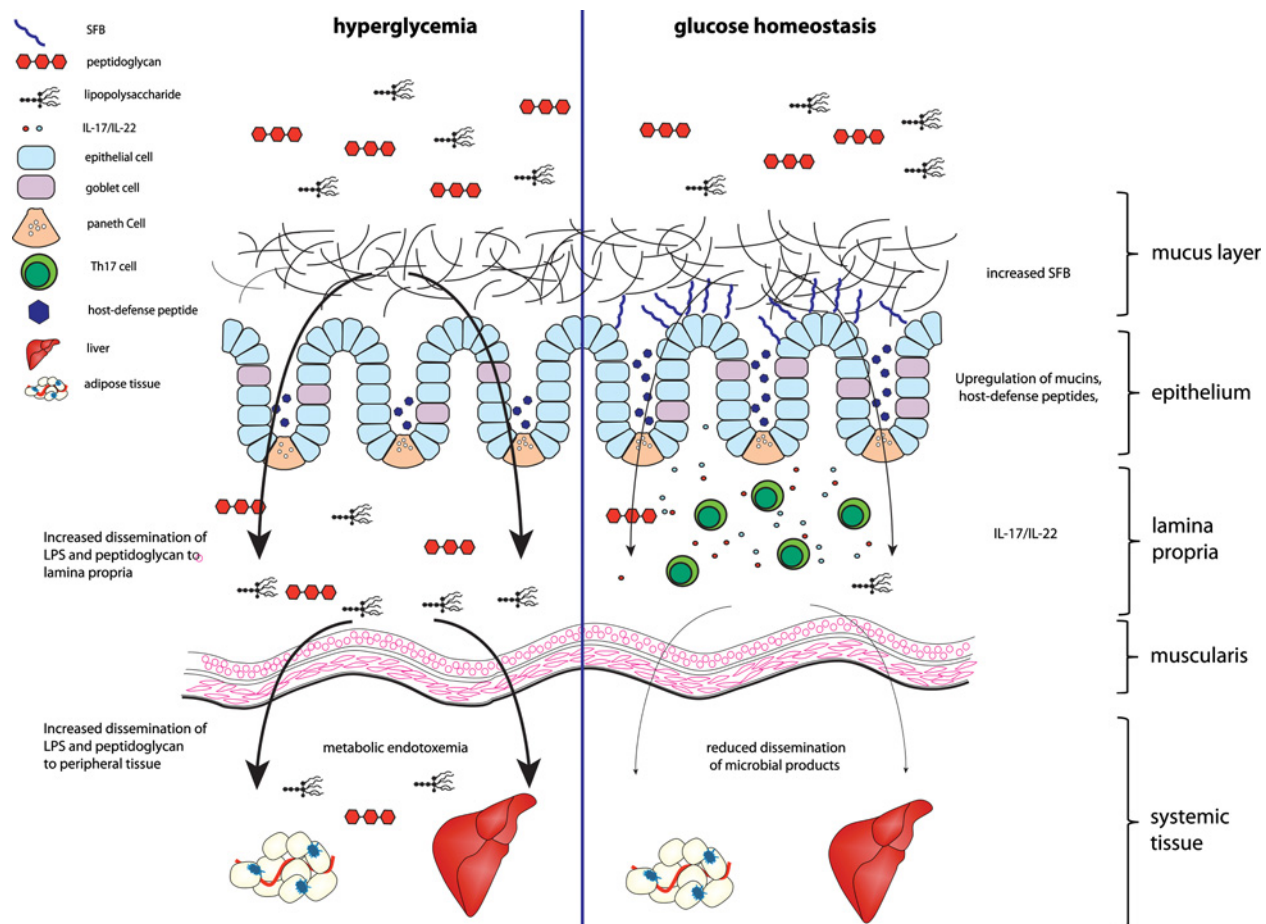 hyperglycemia
glucose homeostasis
SFB
peptidoglycan
lipopolysaccharide
IL-17/IL-22
epithelial cell
goblet cell
paneth Cell
Th17 cell
host-defense peptide
liver
adipose tissue
increased SFB
mucus layer
Upregulation of mucins,
host-defense peptides,
epithelium
Increased dissemination of
LPS and peptidoglycan to
lamina propria
IL-17/IL-22
lamina
propria
muscularis
Increased dissemination of
LPS and peptidoglycan
to peripheral tissue
metabolic endotoxemia
reduced dissemination
of microbial products
systemic
tissue